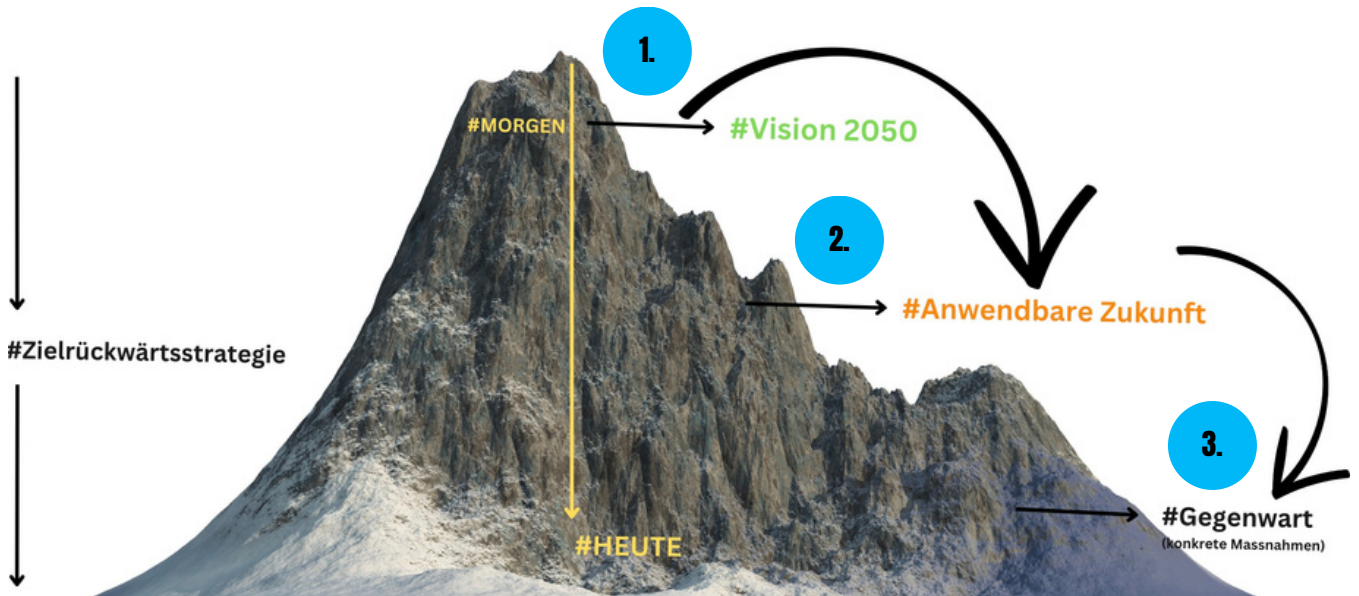 1.
#MORGEN
#Vision 2050
2.
#Anwendbare Zukunft
#Zielrückwärtsstrategie
3.
#Gegenwart
(konkrete Massnahmen)
#HEUTE